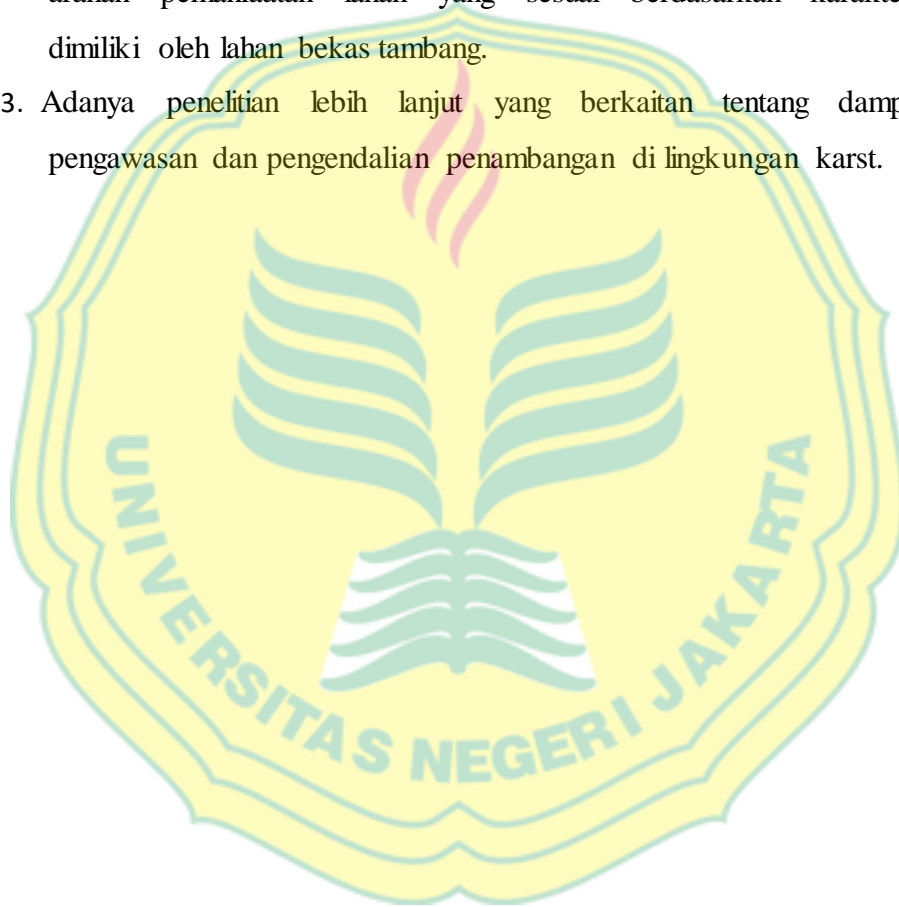 arahan pemanfaatan lahan yang sesuai berdasarkan
dimiliki oleh lahan bekas tambang.
3. Adanya penelitian lebih lanjut yang berkaitan tentang
pengawasan dan pengendalian penambangan di lingkungan karst.
UNIVERSITAS NEGERI JAKARTA